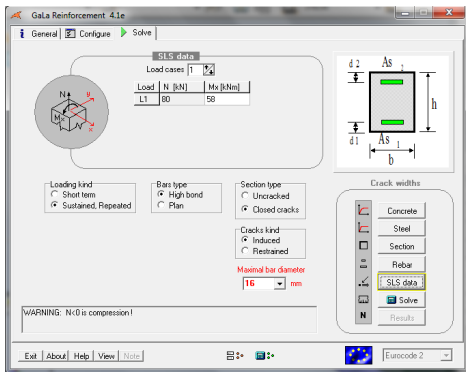 GaLa Reinforcement 4.1e
General Configure Solve
SLS data
Load cases 1
Load N [kN] Mx [kNm]
L1 80 58
N
y
Mx
x
d 2 As 2
h
d 1 As 1
b
Loading kind
Short term
Sustained, Repeated
Bars type
High bond
Plan
Section type
Uncracked
Closed cracks
Cracks kind
Induced
Restrained
Maximal bar diameter
16 mm
Crack widths
Concrete
Steel
Section
Rebar
SLS data
Solve
N Results
WARNING: N<0 is compression !
Exit About Help View Note
Eurocode 2